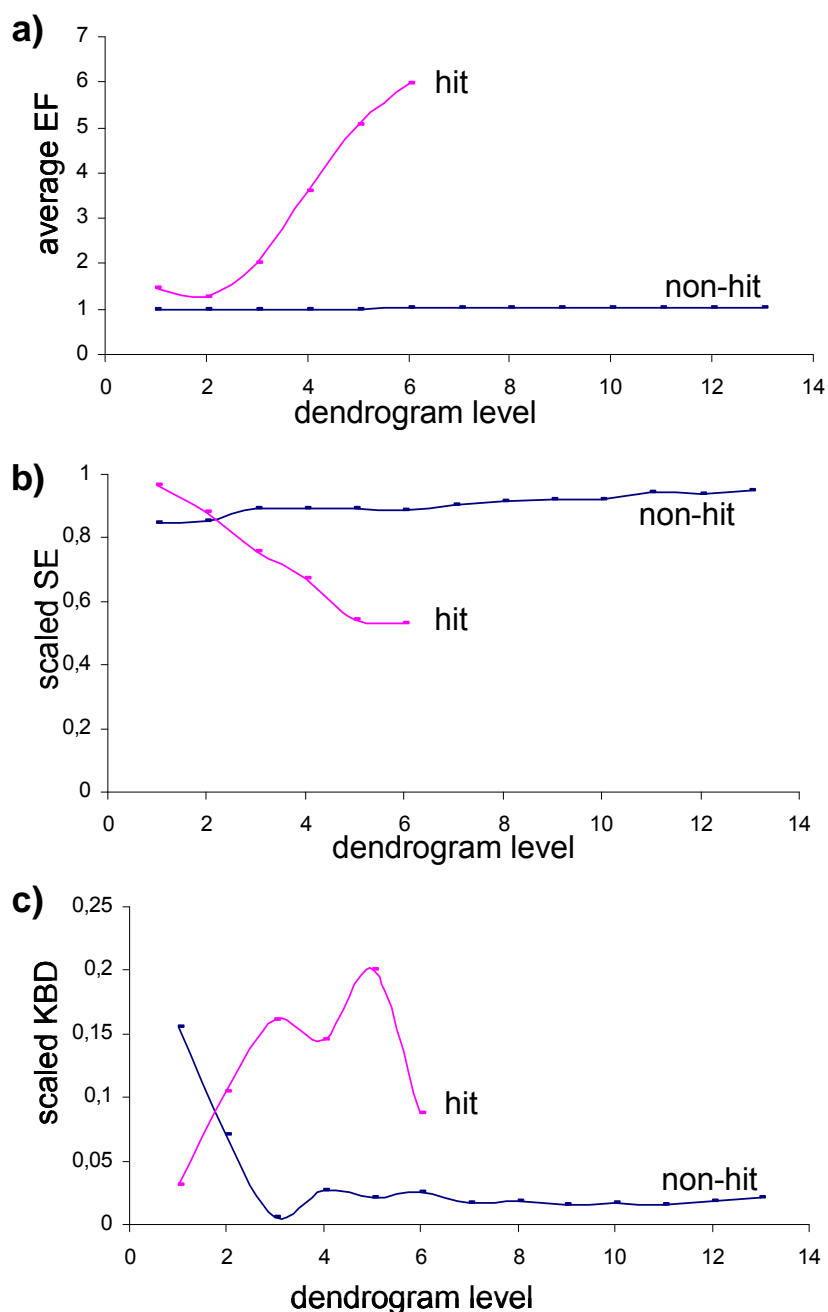 a)
average EF
7
6
5
4
3
2
1
0
hit
non-hit
0 2 4 6 8 10 12 14
dendrogram level
b)
scaled SE
1
0,8
0,6
0,4
0,2
0
non-hit
hit
0 2 4 6 8 10 12 14
dendrogram level
c)
scaled KBD
0,25
0,2
0,15
0,1
0,05
0
hit
non-hit
0 2 4 6 8 10 12 14
dendrogram level